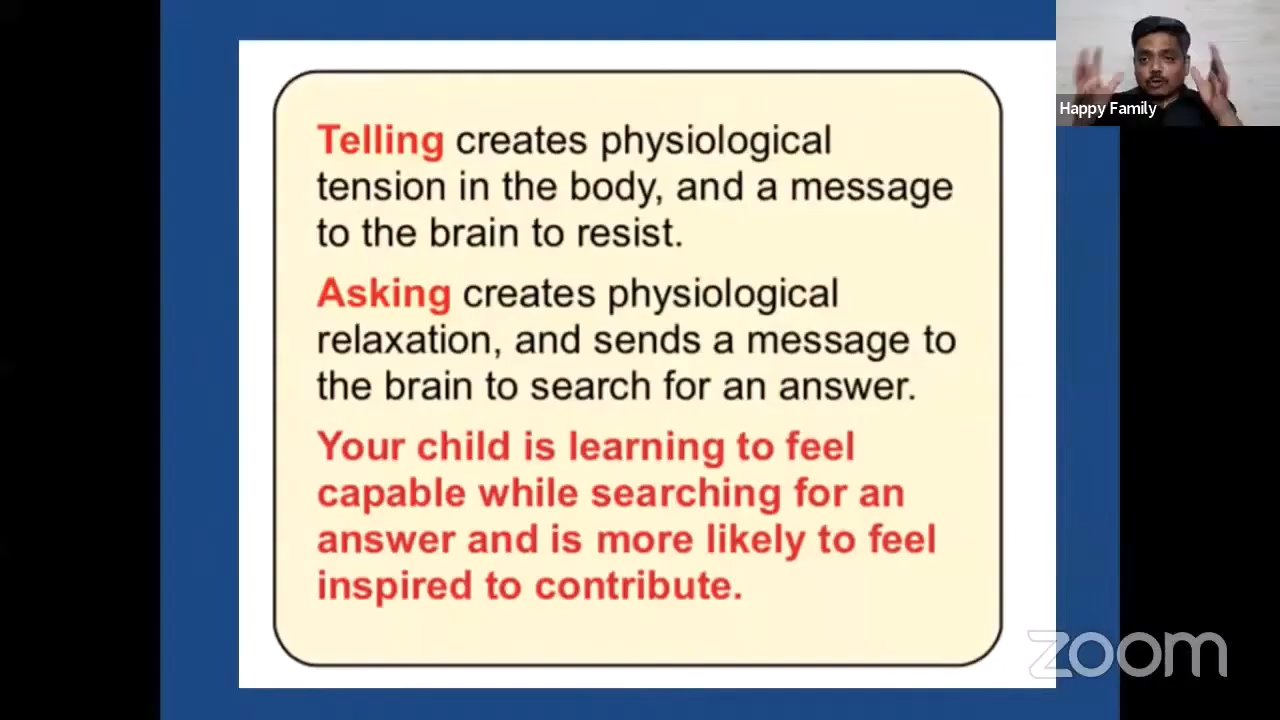 Telling creates physiological
tension in the body, and a message
to the brain to resist.
Asking creates physiological
relaxation, and sends a message to
the brain to search for an answer.
Your child is learning to feel
capable while searching for an
answer and is more likely to feel
inspired to contribute.
Happy Family
zoom